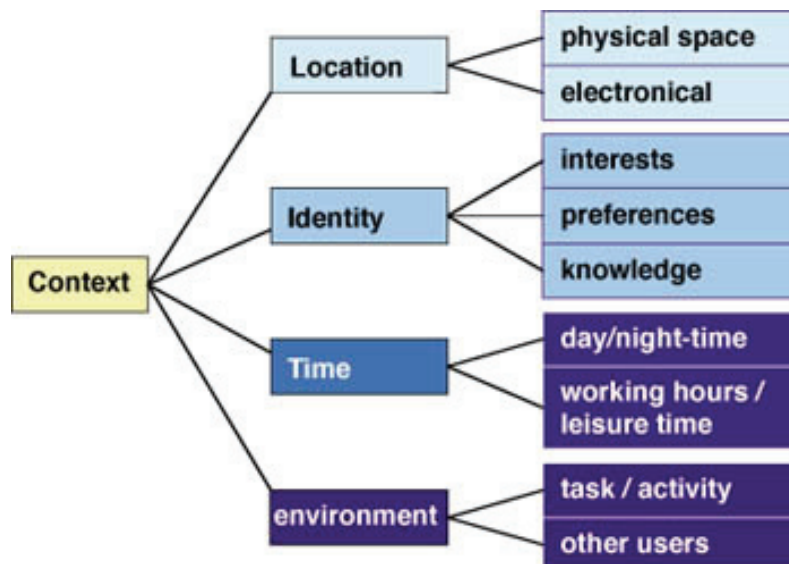 Location
physical space
electronical
Identity
interests
preferences
knowledge
Context
Time
day/night-time
working hours /
leisure time
environment
task / activity
other users